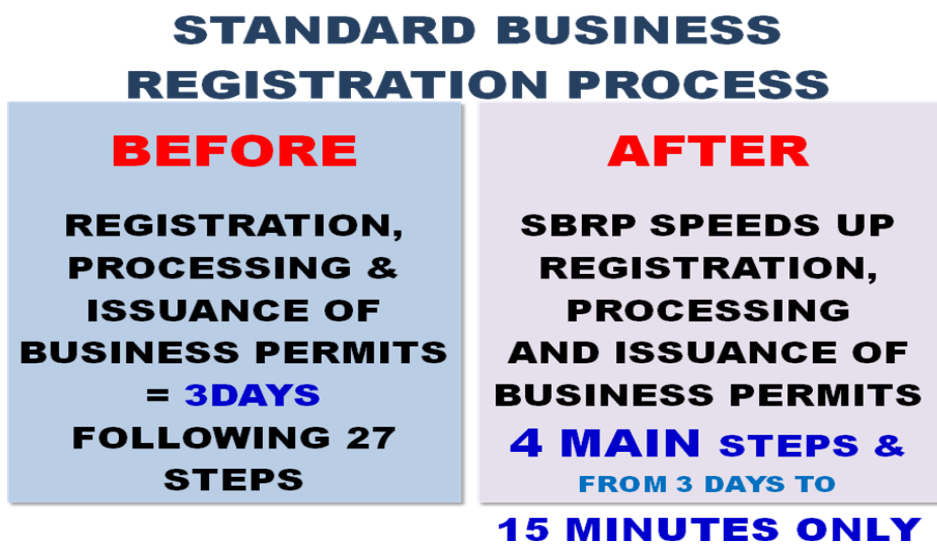 STANDARD BUSINESS
REGISTRATION PROCESS
BEFORE
REGISTRATION,
PROCESSING &
ISSUANCE OF
BUSINESS PERMITS
= 3DAYS
FOLLOWING 27
STEPS
AFTER
SBRP SPEEDS UP
REGISTRATION,
PROCESSING
AND ISSUANCE OF
BUSINESS PERMITS
4 MAIN STEPS &
FROM 3 DAYS TO
15 MINUTES ONLY